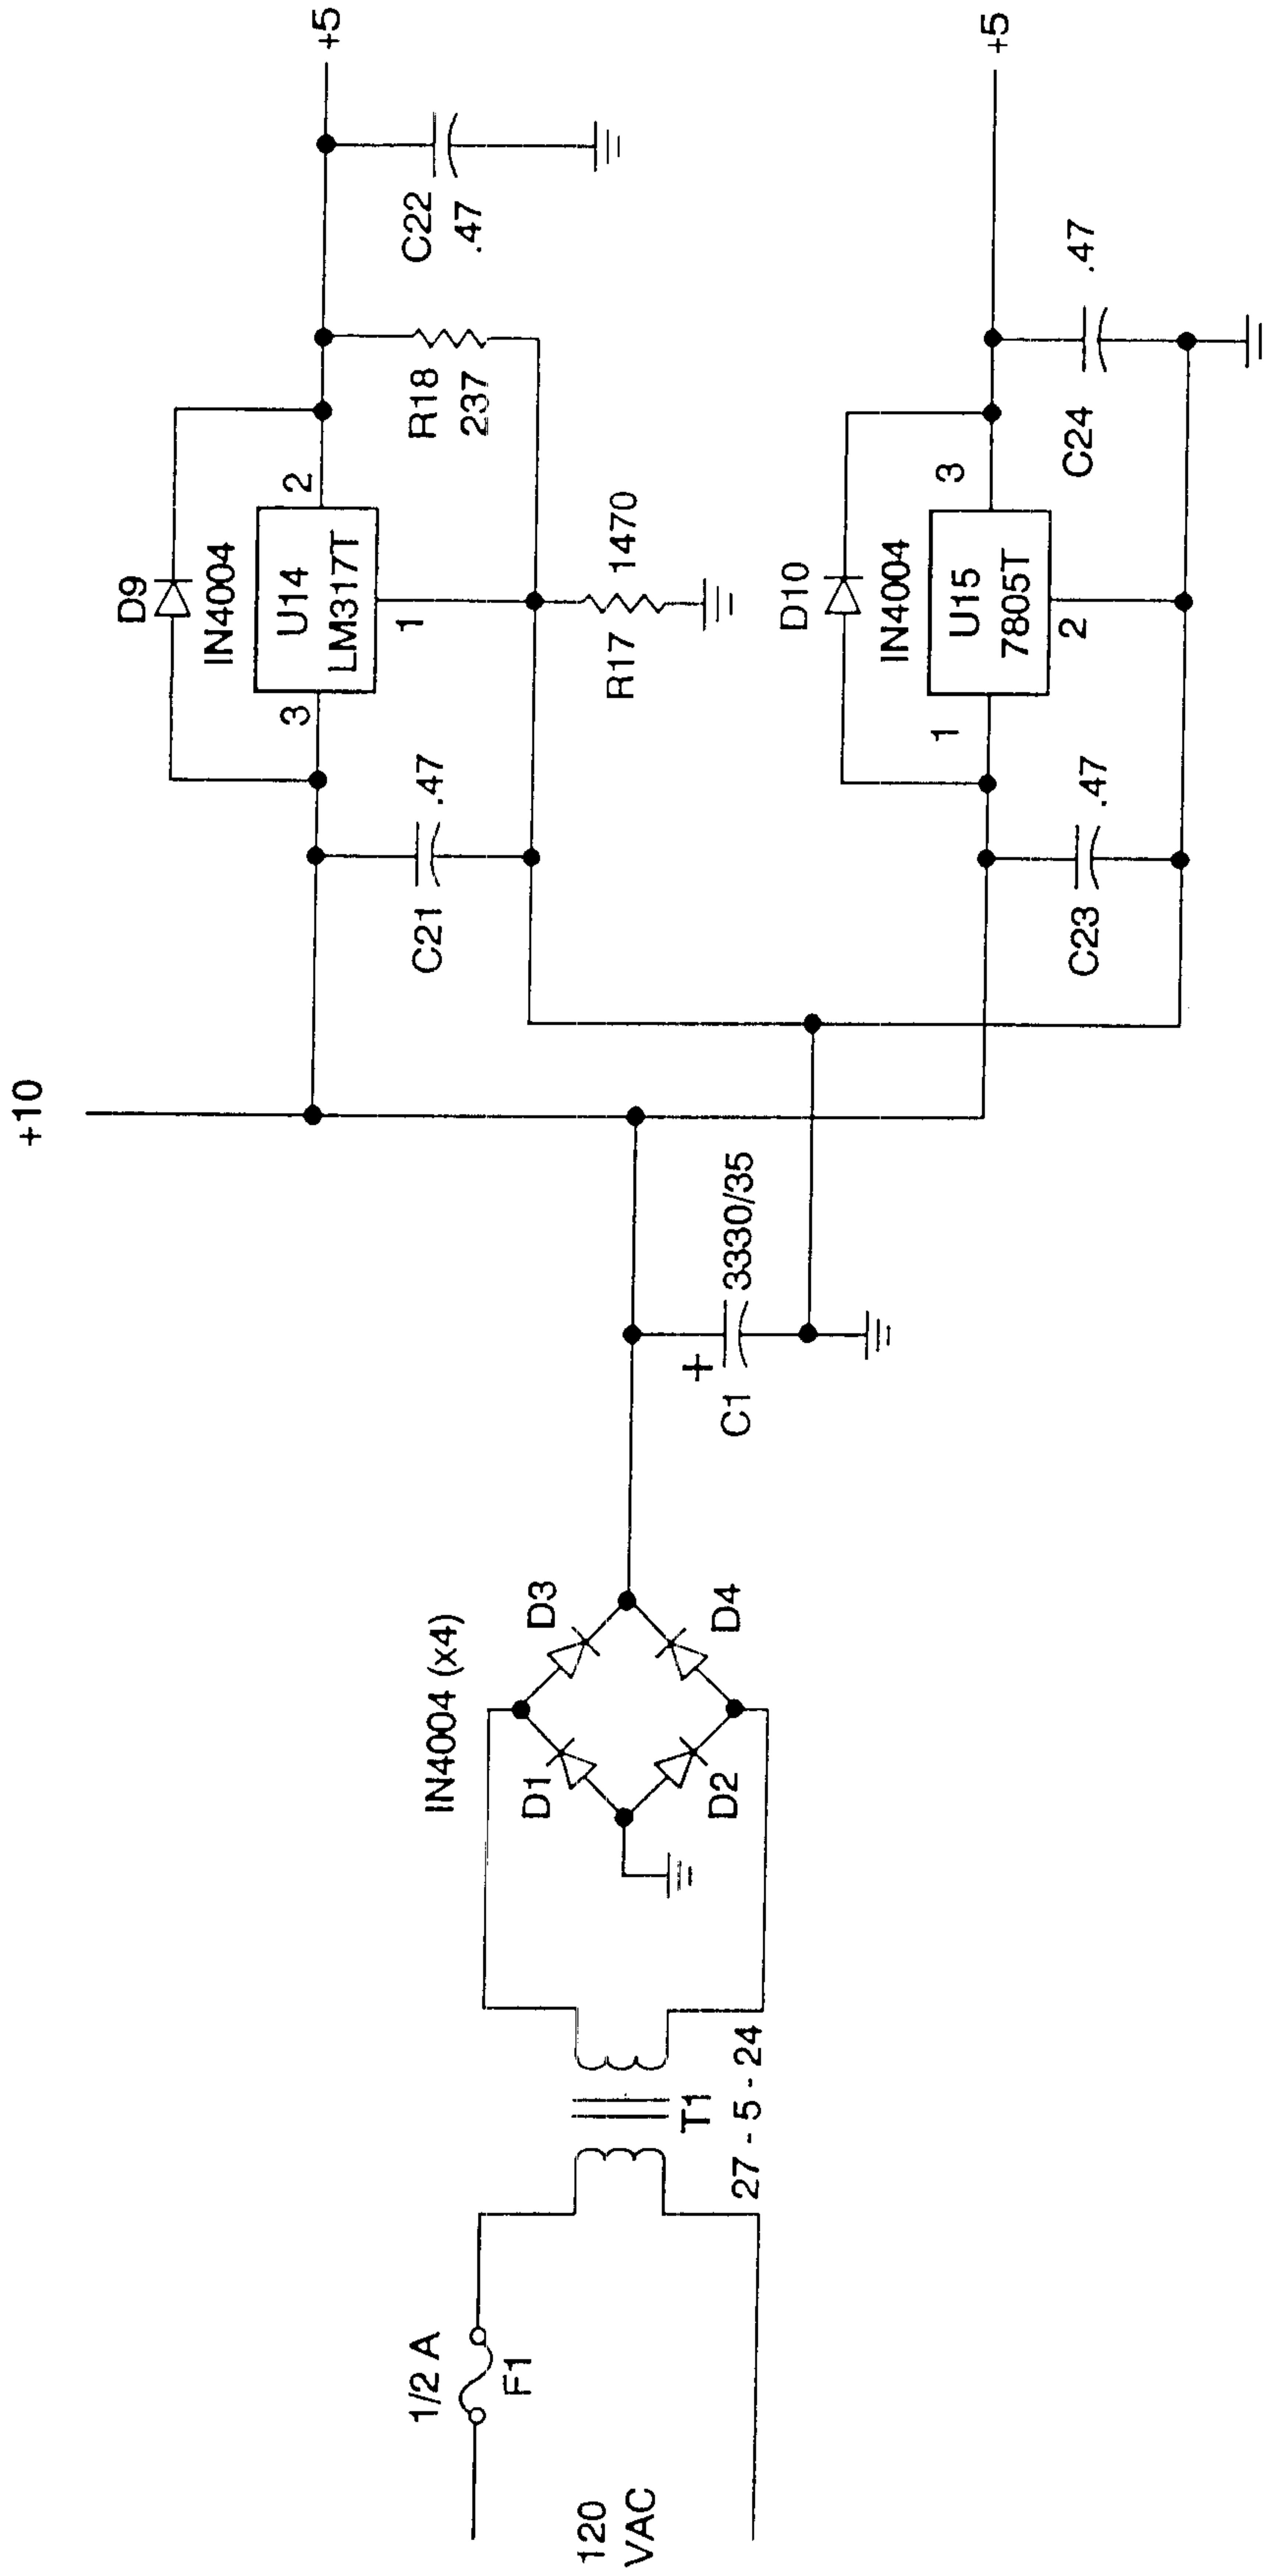 +10
+5
D9
IN4004
U14
LM317T
3
2
1
C21
.47
R18
237
C22
.47
R17
1470
+5
D10
IN4004
U15
7805T
1
3
2
C23
.47
C24
.47
C1
+
3330/35
IN4004 (x4)
D1
D3
D2
D4
T1
27 - 5 - 24
1/2 A
F1
120
VAC